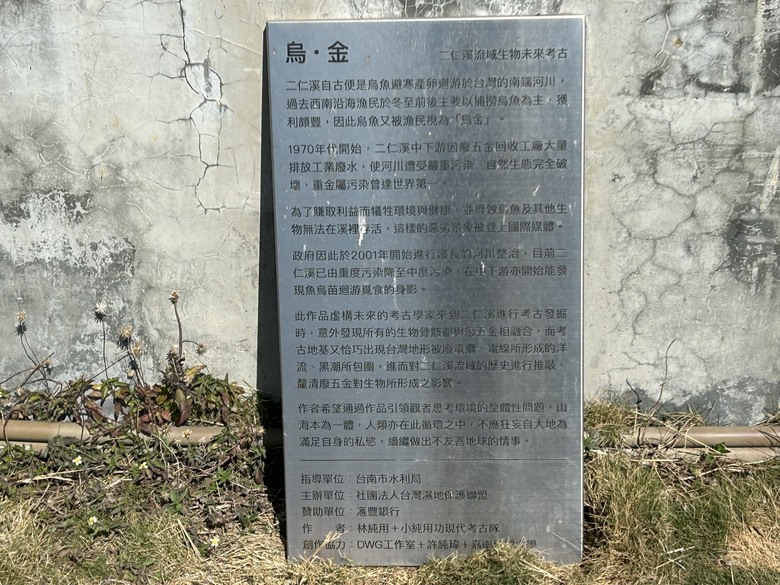 烏・金
二仁溪流域生物未來考古
二仁溪自古便是烏魚避寒產卵迴游於台灣的南端河川，
過去西南沿海漁民於冬至前後主要以捕撈烏魚為主，獲
利頗豐，因此烏魚又被漁民視為「烏金」。
1970年代開始，二仁溪中下游因廢五金回收工廠大量
排放工業廢水，使河川遭受嚴重污染，自然生態完全破
壞，重金屬污染曾達世界第一。
為了賺取利益而犧牲環境與健康，並導致烏魚及其他生
物無法在溪裡存活，這樣的惡劣景象被登上國際媒體。
政府因此於2001年開始進行漫長的河川整治，目前二
仁溪已由重度污染降至中度污染，在中下游亦開始能發
現魚烏苗迴游覓食的身影。
此作品虛構未來的考古學家來到二仁溪進行考古發掘
時，意外發現所有的生物骨骸都與廢五金相融合，而考
古地基又恰巧出現台灣地形被廢電纜、電線所形成的洋
流、黑潮所包圍，進而對二仁溪流域的歷史進行推敲，
釐清廢五金對生物所形成之影響。
作者希望通過作品引領觀者思考環境的整體性問題，山
海本為一體，人類亦在此循環之中，不應狂妄自大地為
滿足自身的私慾，續繼做出不友善地球的情事。
指導單位：台南市水利局
主辦單位：社團法人台灣濕地保護聯盟
贊助單位：滙豐銀行
作　　者：林純用＋小純用功現代考古隊
創作協力：DWG工作室＋許純瑋＋嘉南 學